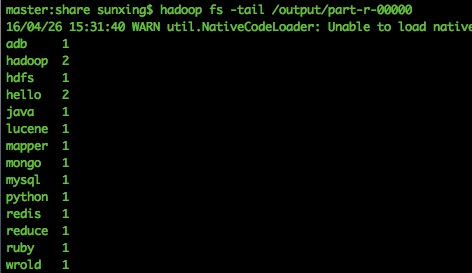 master:share sunxing$ hadoop fs -tail /output/part-r-00000
16/04/26 15:31:40 WARN util.NativeCodeLoader: Unable to load native
adb 1
hadoop 2
hdfs 1
hello 2
java 1
lucene 1
mapper 1
mongo 1
mysql 1
python 1
redis 1
reduce 1
ruby 1
wrold 1